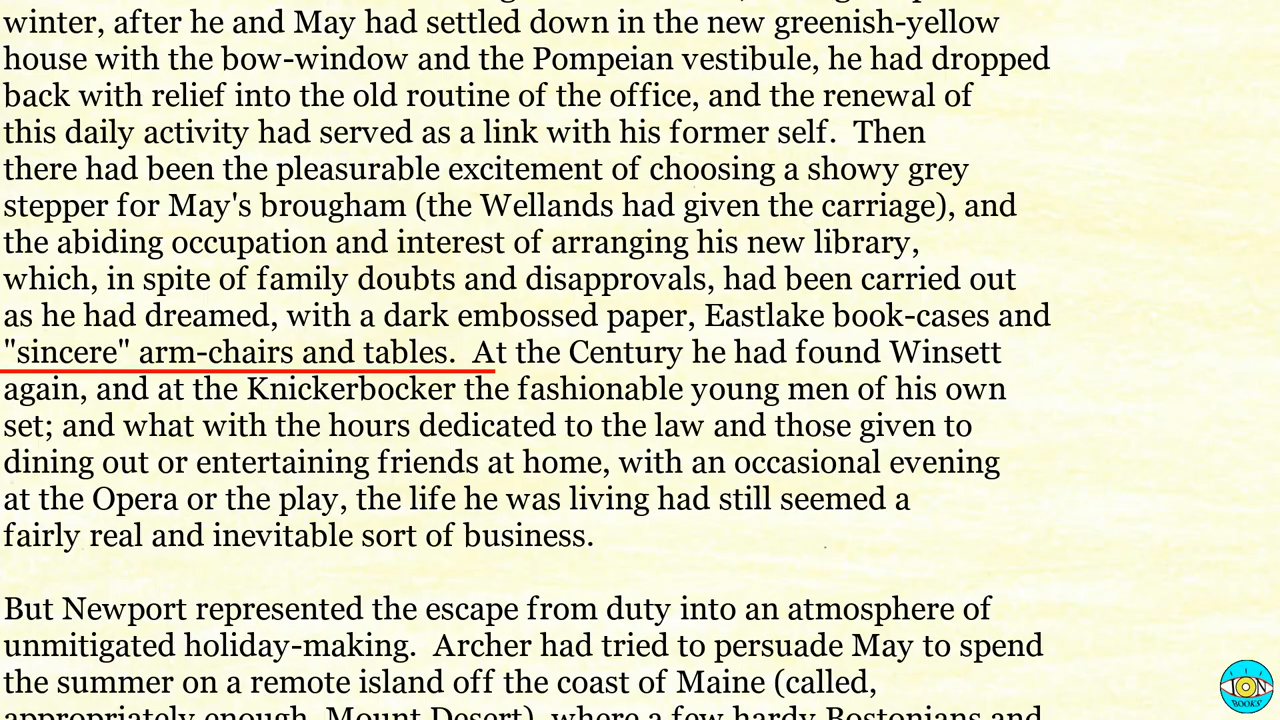 winter, after he and May had settled down in the new greenish-yellow
house with the bow-window and the Pompeian vestibule, he had dropped
back with relief into the old routine of the office, and the renewal of
this daily activity had served as a link with his former self.  Then
there had been the pleasurable excitement of choosing a showy grey
stepper for May's brougham (the Wellands had given the carriage), and
the abiding occupation and interest of arranging his new library,
which, in spite of family doubts and disapprovals, had been carried out
as he had dreamed, with a dark embossed paper, Eastlake book-cases and
"sincere" arm-chairs and tables.  At the Century he had found Winsett
again, and at the Knickerbocker the fashionable young men of his own
set; and what with the hours dedicated to the law and those given to
dining out or entertaining friends at home, with an occasional evening
at the Opera or the play, the life he was living had still seemed a
fairly real and inevitable sort of business.
But Newport represented the escape from duty into an atmosphere of
unmitigated holiday-making.  Archer had tried to persuade May to spend
the summer on a remote island off the coast of Maine (called,
appropriately enough, Mount Desert), where a few hardy Bostonians and
ION
BOOKS